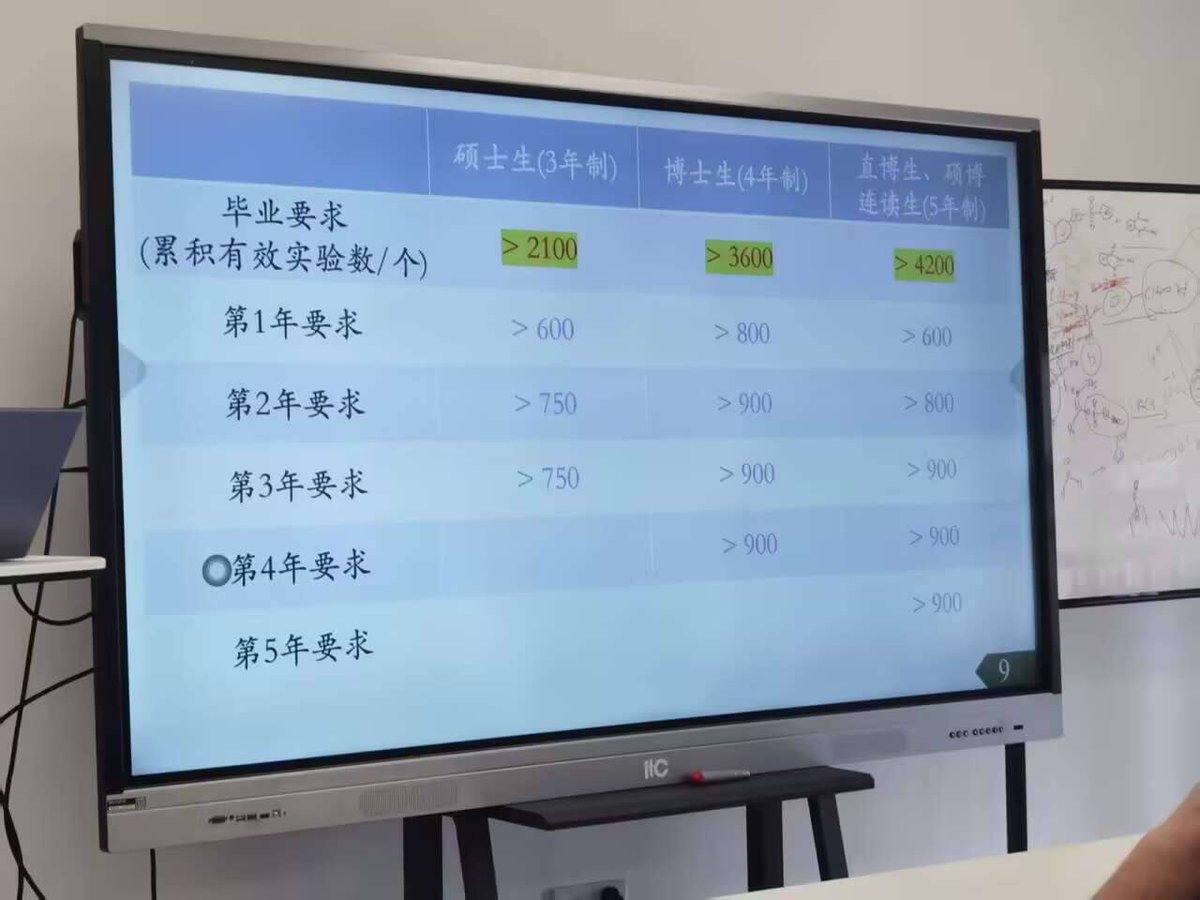 硕士生(3年制) 博士生(4年制) 直博生、硕博
连读生(5年制)
毕业要求
(累积有效实验数/个) > 2100 > 3600 > 4200
第1年要求 > 600 > 800 > 600
第2年要求 > 750 > 900 > 800
第3年要求 > 750 > 900 > 900
第4年要求 > 900 > 900
第5年要求 > 900
9
itc